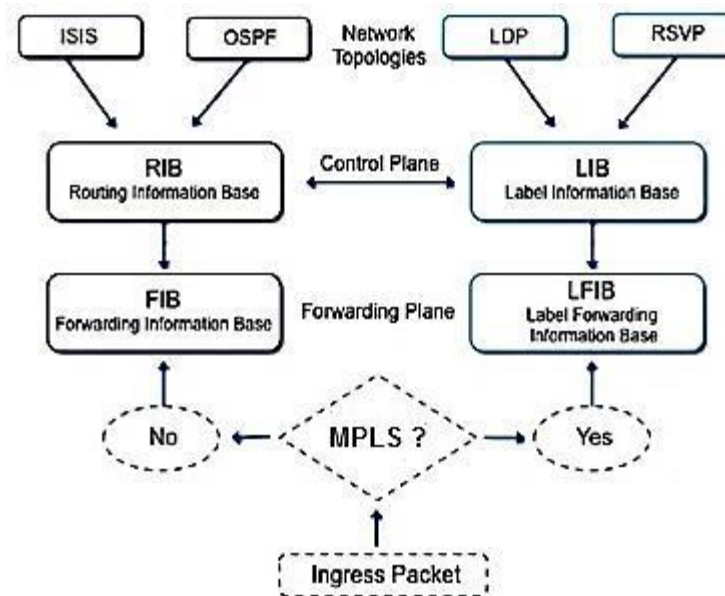 ISIS
OSPF
Network
Topologies
LDP
RSVP
RIB
Routing Information Base
Control Plane
LIB
Label Information Base
FIB
Forwarding Information Base
Forwarding Plane
LFIB
Label Forwarding
Information Base
No
MPLS ?
Yes
Ingress Packet